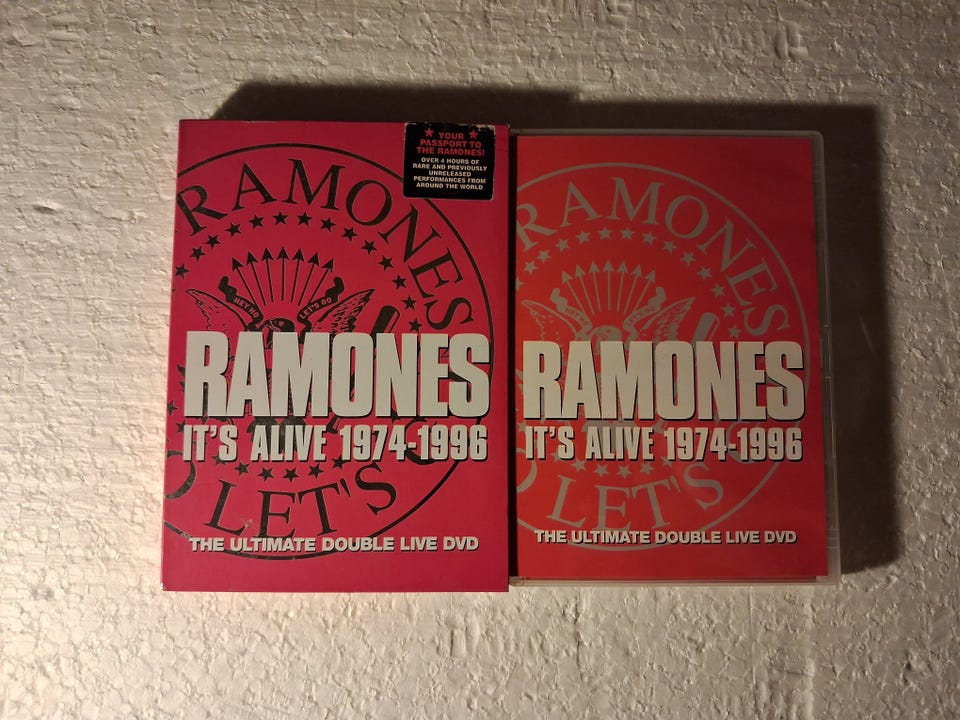 ★ YOUR ★
PASSPORT TO
THE RAMONES!
OVER 4 HOURS OF
RARE AND PREVIOUSLY
UNRELEASED
PERFORMANCES FROM
AROUND THE WORLD
RAMONES
HEY HO
LET'S GO
RAMONES
IT'S ALIVE 1974-1996
LET'S
THE ULTIMATE DOUBLE LIVE DVD
RAMONES
HEY HO
RAMONES
IT'S ALIVE 1974-1996
LET'S
THE ULTIMATE DOUBLE LIVE DVD